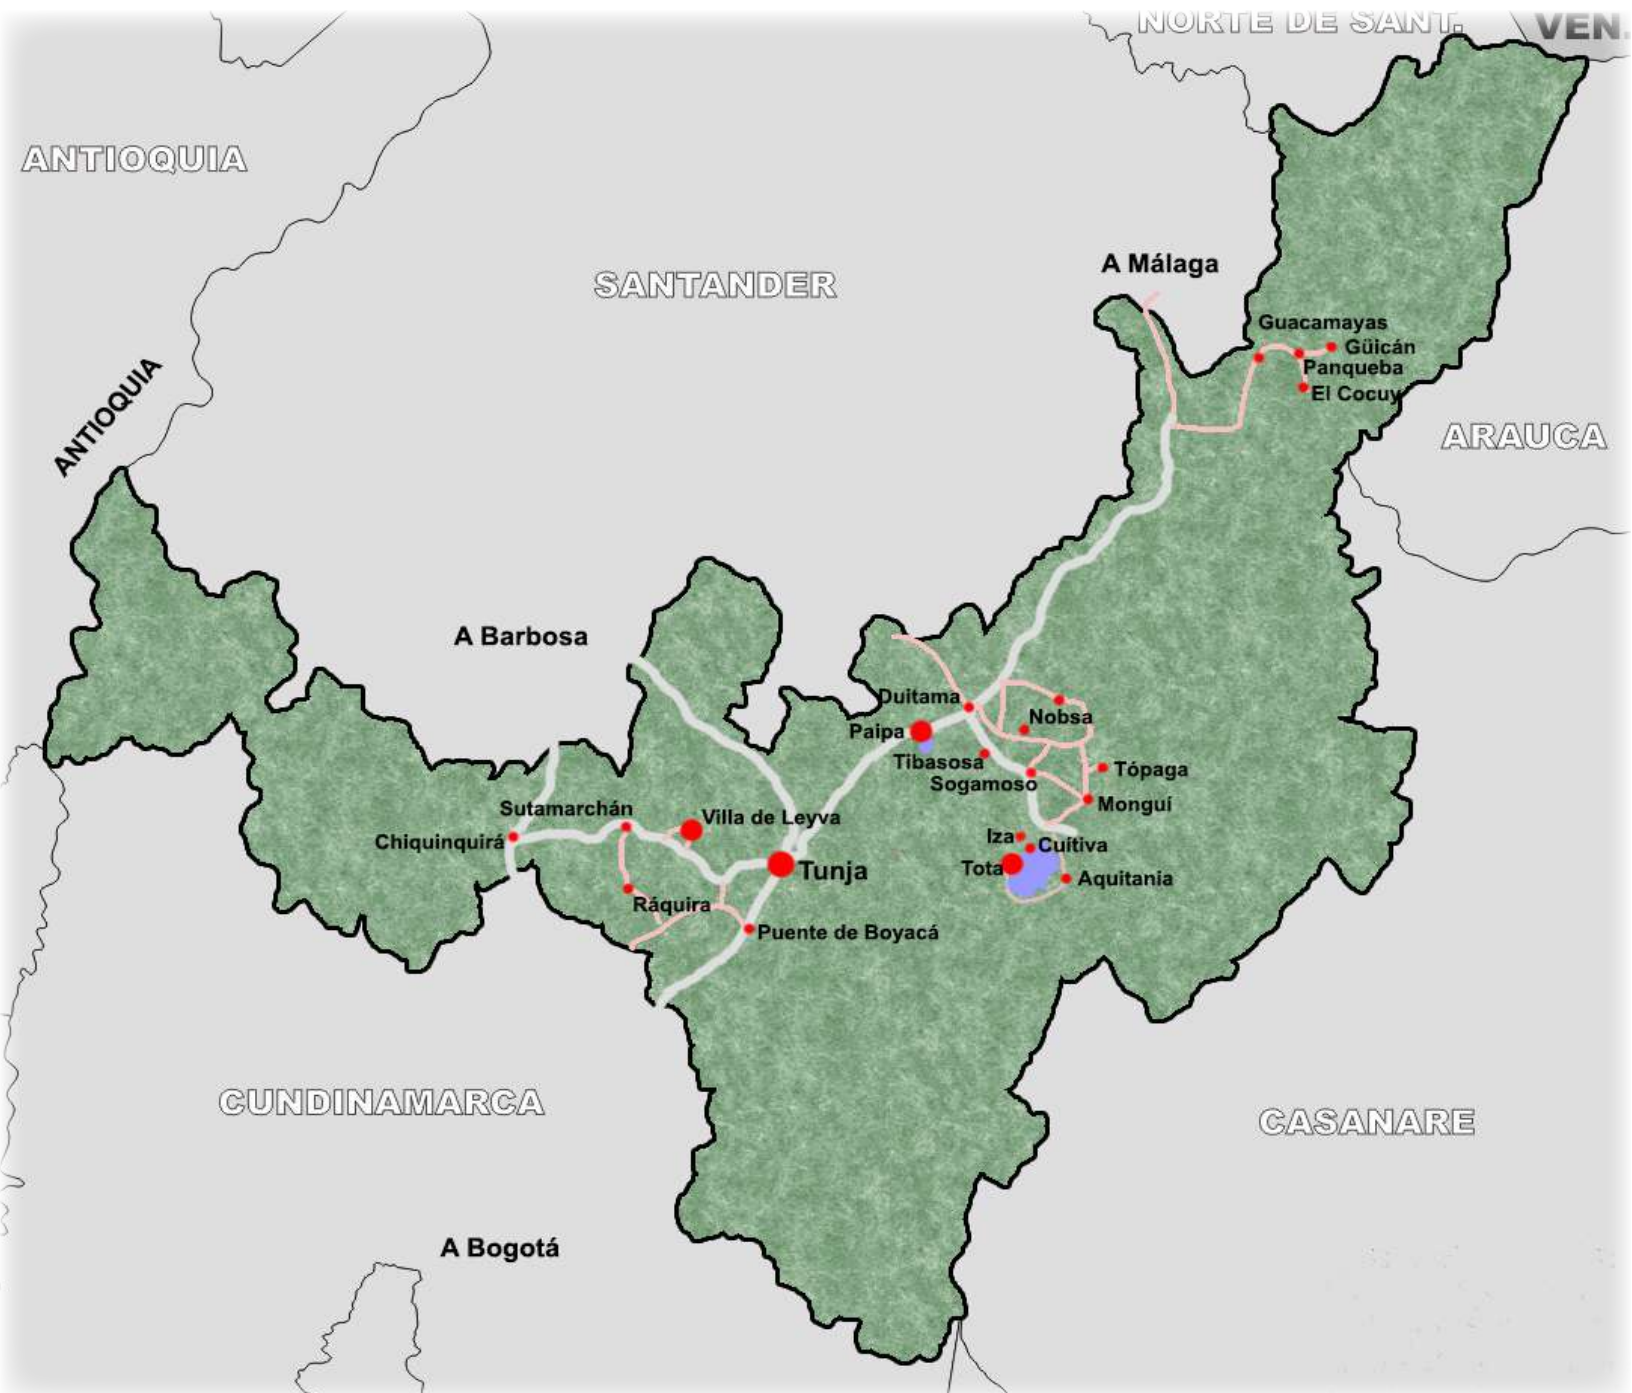 NORTE DE SANT.
VEN.
ANTIOQUIA
A Málaga
SANTANDER
Guacamayas
Güicán
Panqueba
El Cocuy
ANTIOQUIA
ARAUCA
A Barbosa
Duitama
Nobsa
Paipa
Tibasosa
Tópaga
Sogamoso
Monguí
Sutamarchán
Villa de Leyva
Chiquinquirá
Iza
Cuítiva
Tota
Tunja
Aquitania
Ráquira
Puente de Boyacá
CUNDINAMARCA
CASANARE
A Bogotá